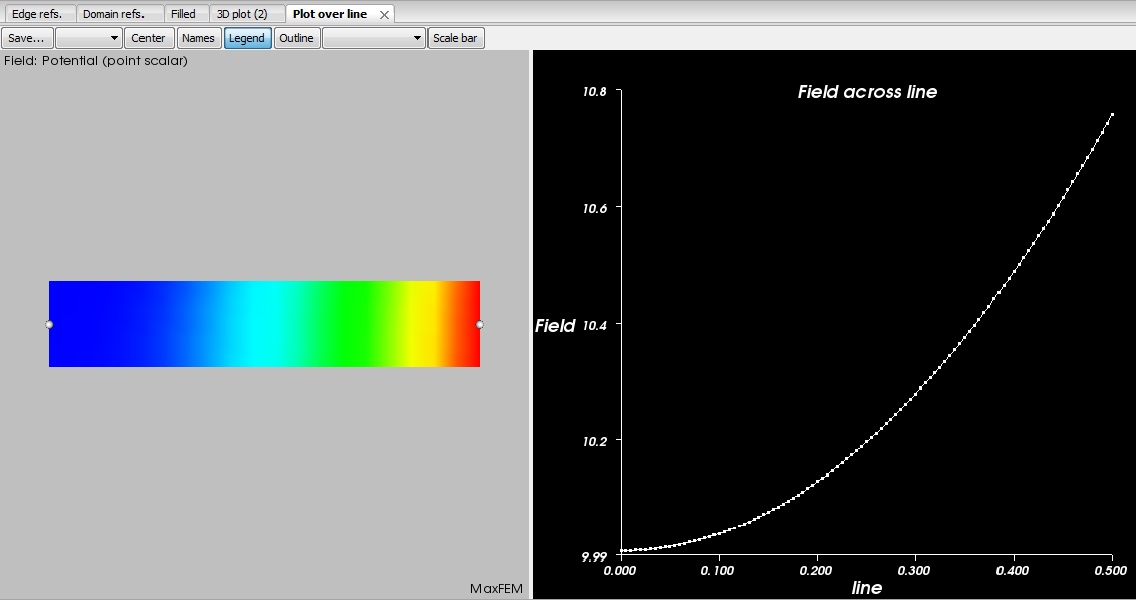 Edge refs. Domain refs. Filled 3D plot (2) Plot over line
Save... Center Names Legend Outline Scale bar
Field: Potential (point scalar)
MaxFEM
Field across line
10.8
10.6
Field 10.4
10.2
9.99
0.000 0.100 0.200 0.300 0.400 0.500
line